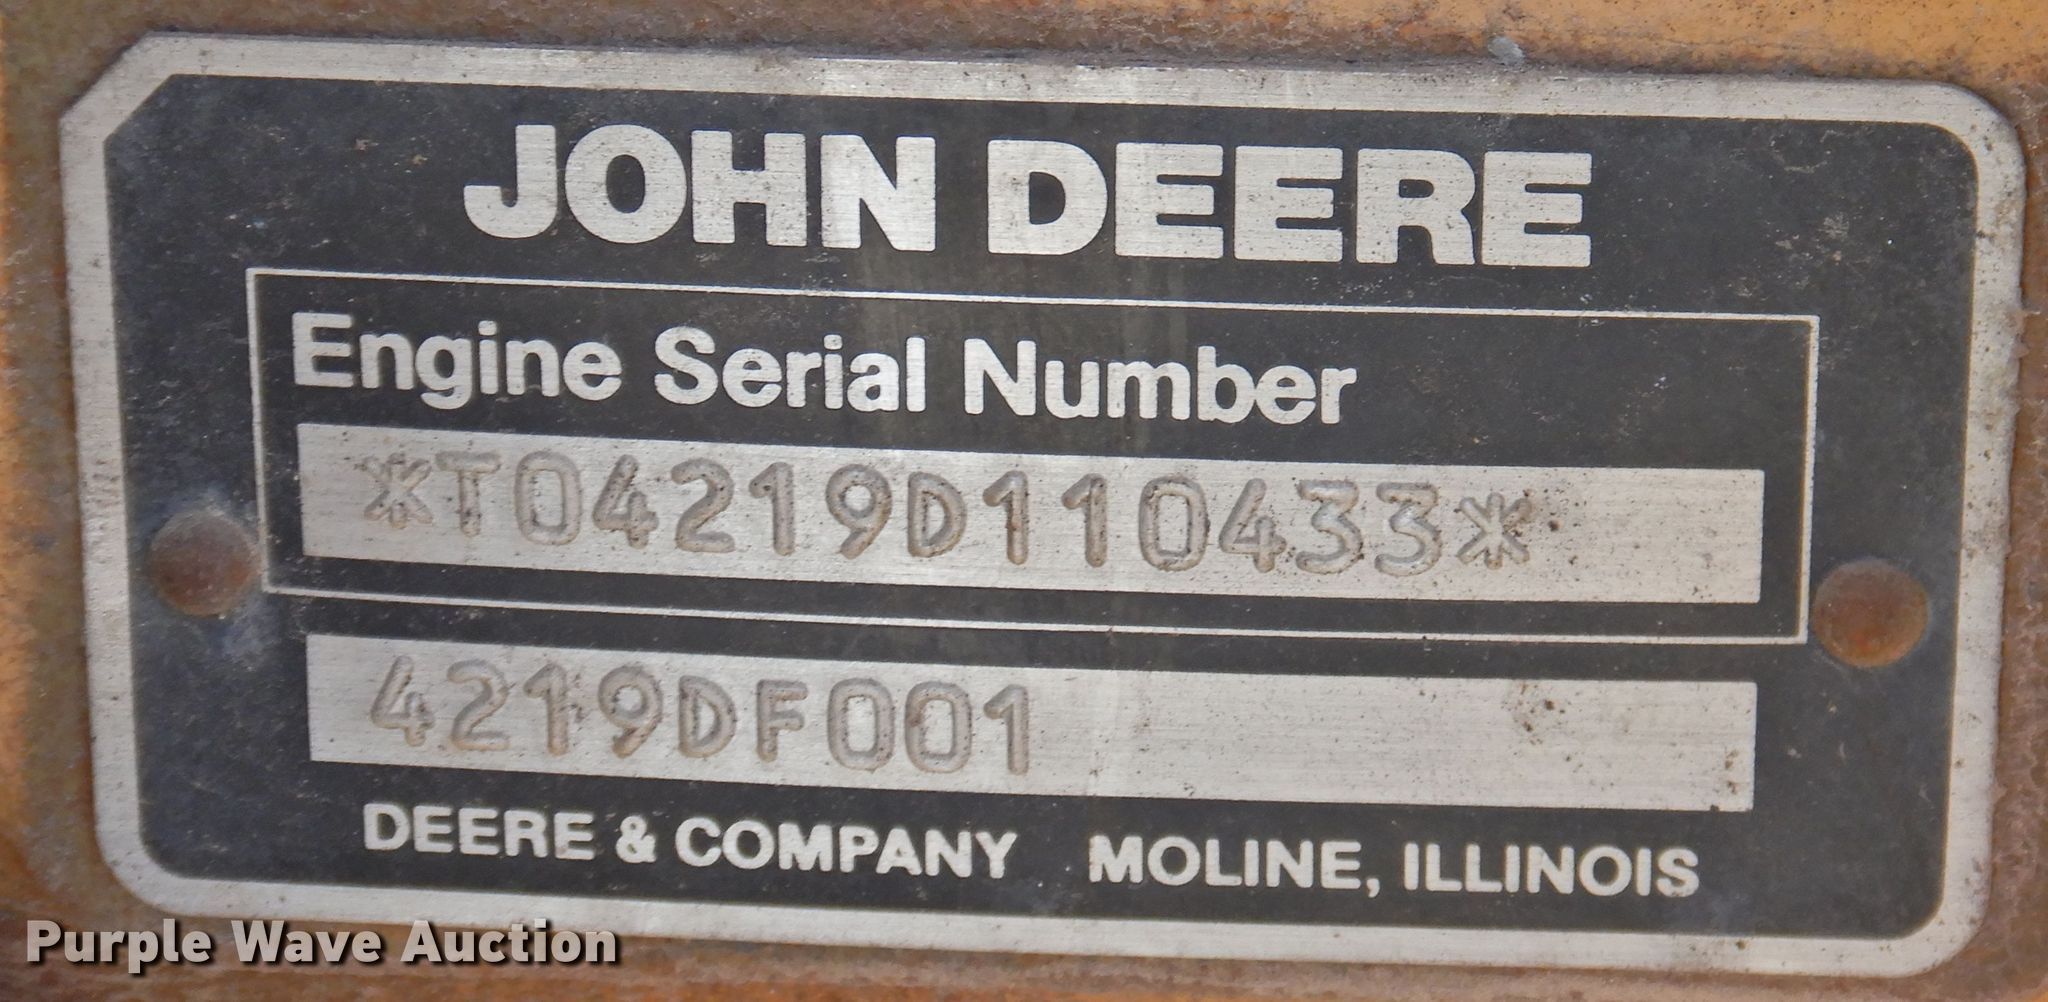 JOHN DEERE
Engine Serial Number
*T04219D110433*
4219DF001
DEERE & COMPANY MOLINE, ILLINOIS
Purple Wave Auction